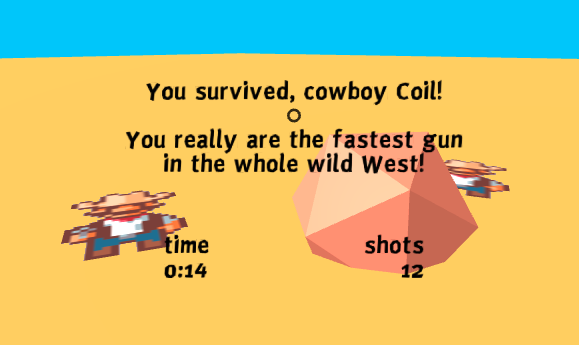 You survived, cowboy Coil!
You really are the fastest gun
in the whole wild West!
time shots
0:14 12